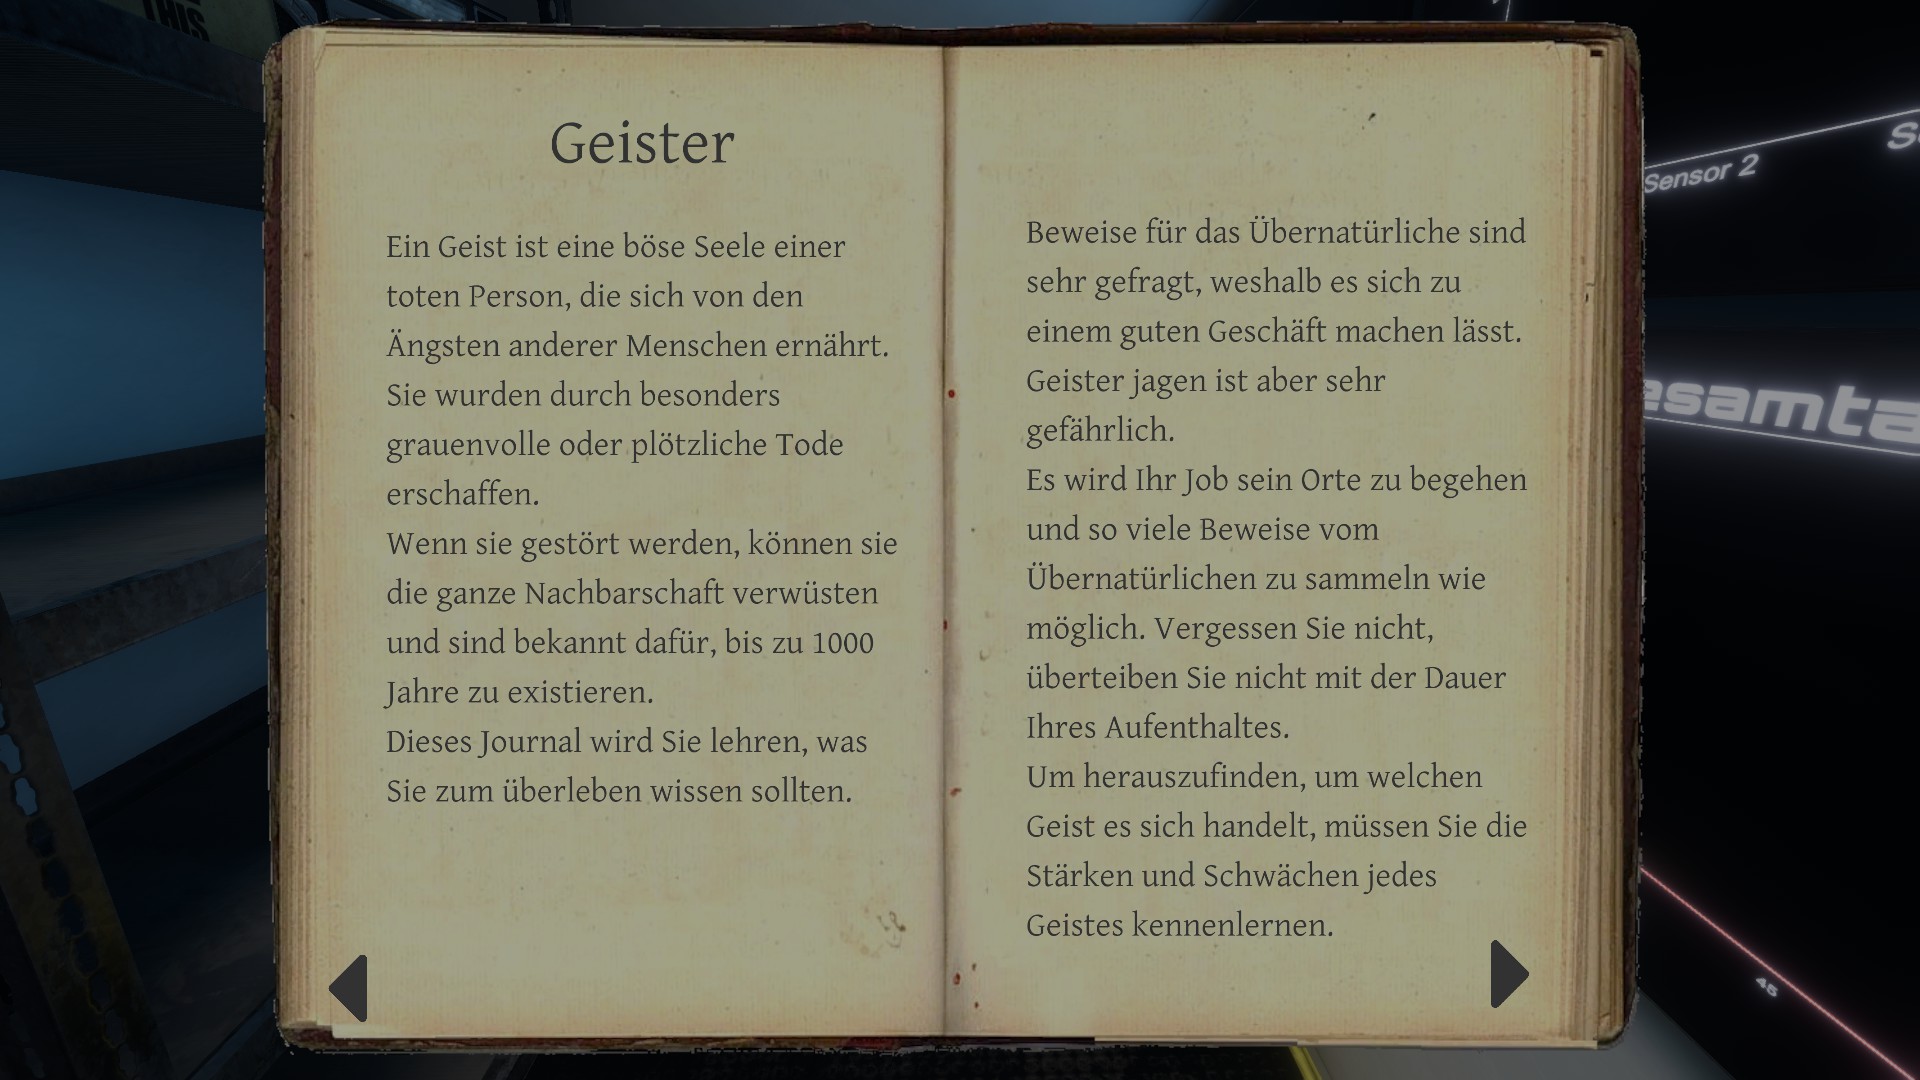 THIS
Geister
Ein Geist ist eine böse Seele einer
toten Person, die sich von den
Ängsten anderer Menschen ernährt.
Sie wurden durch besonders
grauenvolle oder plötzliche Tode
erschaffen.
Wenn sie gestört werden, können sie
die ganze Nachbarschaft verwüsten
und sind bekannt dafür, bis zu 1000
Jahre zu existieren.
Dieses Journal wird Sie lehren, was
Sie zum überleben wissen sollten.
Beweise für das Übernatürliche sind
sehr gefragt, weshalb es sich zu
einem guten Geschäft machen lässt.
Geister jagen ist aber sehr
gefährlich.
Es wird Ihr Job sein Orte zu begehen
und so viele Beweise vom
Übernatürlichen zu sammeln wie
möglich. Vergessen Sie nicht,
überteiben Sie nicht mit der Dauer
Ihres Aufenthaltes.
Um herauszufinden, um welchen
Geist es sich handelt, müssen Sie die
Stärken und Schwächen jedes
Geistes kennenlernen.
Sensor 2
45